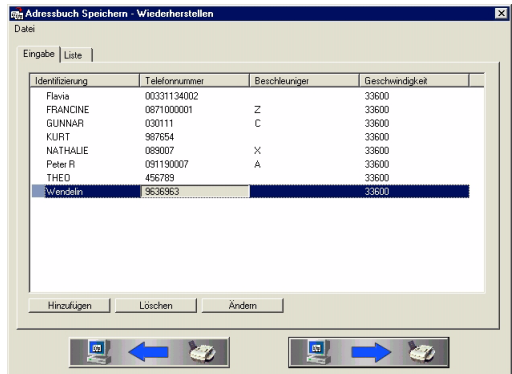 Adressbuch Speichern - Wiederherstellen
Datei
Eingabe Liste
Identifizierung Telefonnummer Beschleuniger Geschwindigkeit
Flavia 00331134002 33600
FRANCINE 0871000001 Z 33600
GUNNAR 030111 C 33600
KURT 987654 33600
NATHALIE 089007 X 33600
Peter R 091190007 A 33600
THEO 456789 33600
Wendelin 9636963 33600
Hinzufügen Löschen Ändern